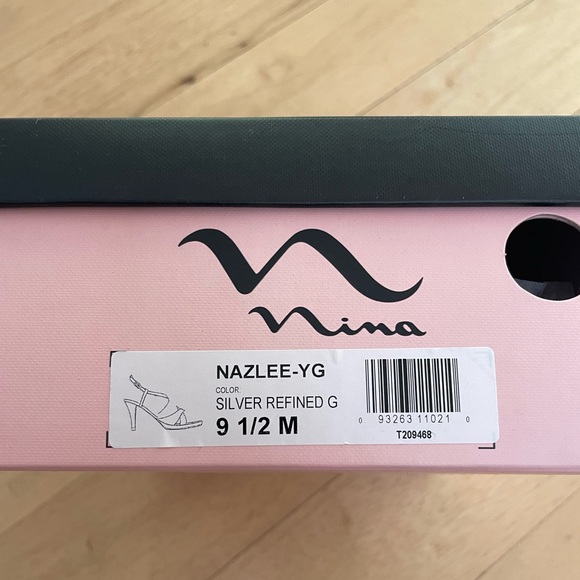 nina
NAZLEE-YG
COLOR:
SILVER REFINED G
9 1/2 M
0 93263 11021 0
T209468